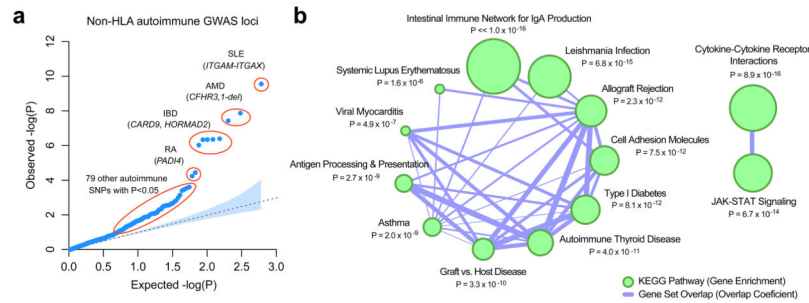 a
Non-HLA autoimmune GWAS loci
Observed -log(P)
12
10
8
6
4
2
0
SLE
(ITGAM-ITGAX)
AMD
(CFHR3,1-del)
IBD
(CARD9, HORMAD2)
RA
(PADI4)
79 other autoimmune
SNPs with P<0.05
0.0 0.5 1.0 1.5 2.0 2.5 3.0
Expected -log(P)
b
Intestinal Immune Network for IgA Production
P << 1.0 x 10-16
Leishmania Infection
P = 6.8 x 10-15
Cytokine-Cytokine Receptor
Interactions
P = 8.9 x 10-16
Systemic Lupus Erythematosus
P = 1.6 x 10-6
Allograft Rejection
P = 2.3 x 10-12
Viral Myocarditis
P = 4.9 x 10-7
Cell Adhesion Molecules
P = 7.5 x 10-12
Antigen Processing & Presentation
P = 2.7 x 10-9
Type I Diabetes
P = 8.1 x 10-12
JAK-STAT Signaling
P = 6.7 x 10-14
Asthma
P = 2.0 x 10-9
Autoimmune Thyroid Disease
P = 4.0 x 10-11
Graft vs. Host Disease
P = 3.3 x 10-10
KEGG Pathway (Gene Enrichment)
Gene Set Overlap (Overlap Coeficient)